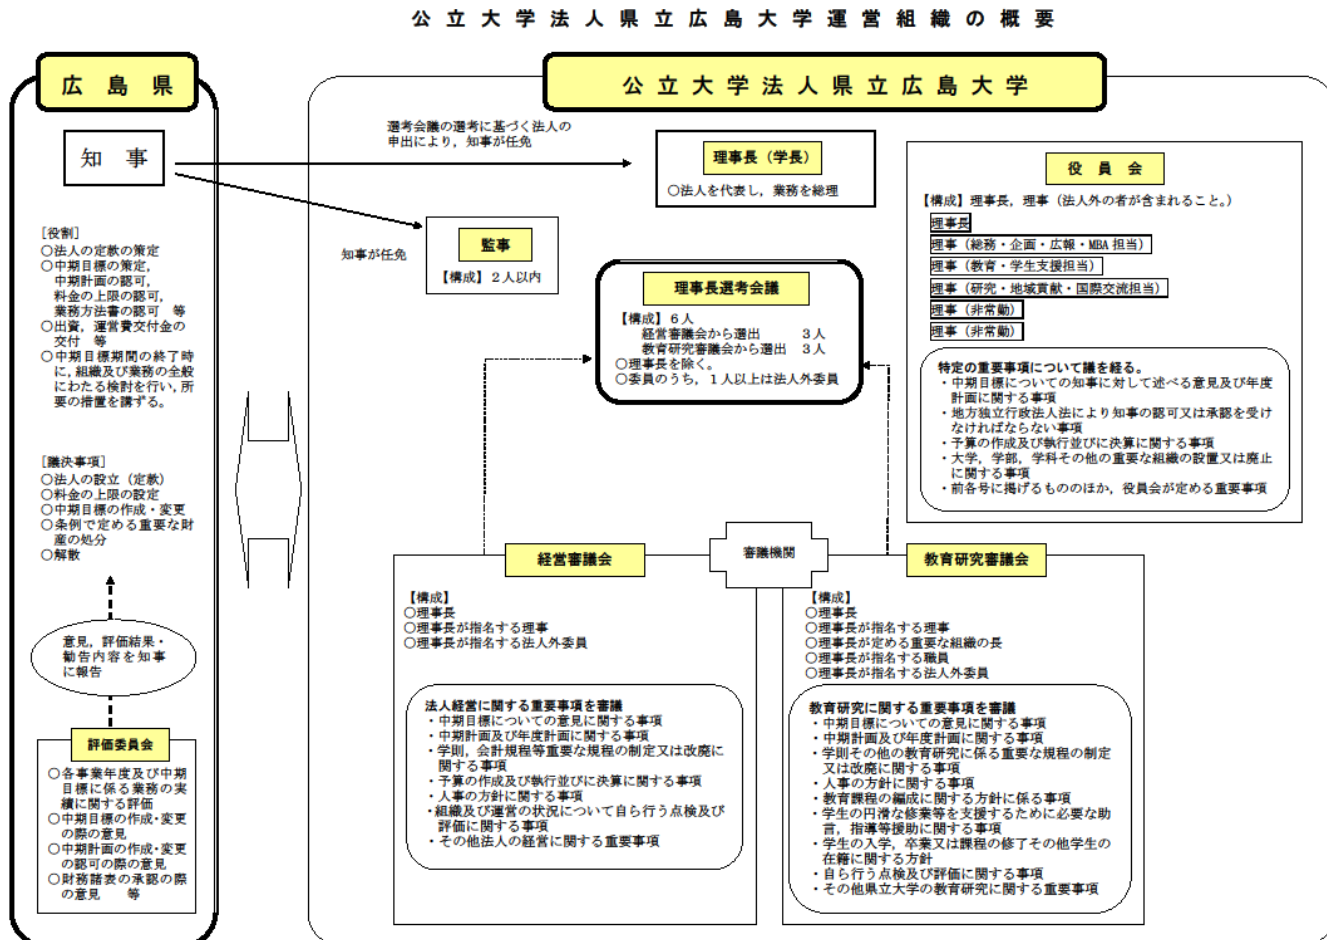 公立大学法人県立広島大学運営組織の概要
広島県
知 事
[役割]
○法人の定款の策定
○中期目標の策定，
中期計画の認可，
料金の上限の認可，
業務方法書の認可 等
○出資，運営費交付金の
交付 等
○中期目標期間の終了時
に，組織及び業務の全般
にわたる検討を行い，所
要の措置を講ずる。
[議決事項]
○法人の設立（定款）
○料金の上限の設定
○中期目標の作成・変更
○条例で定める重要な財
産の処分
○解散
意見，評価結果・
勧告内容を知事
に報告
評価委員会
○各事業年度及び中期
目標に係る業務の実
績に関する評価
○中期目標の作成・変更
の際の意見
○中期計画の作成・変更
の認可の際の意見
○財務諸表の承認の際
の意見 等
公立大学法人県立広島大学
選考会議の選考に基づく法人の
申出により，知事が任免
理事長（学長）
○法人を代表し，業務を総理
知事が任免
監事
【構成】２人以内
理事長選考会議
【構成】６人
経営審議会から選出 ３人
教育研究審議会から選出 ３人
○理事長を除く。
○委員のうち，１人以上は法人外委員
役 員 会
【構成】理事長，理事（法人外の者が含まれること。）
理事長
理事（総務・企画・広報・MBA 担当）
理事（教育・学生支援担当）
理事（研究・地域貢献・国際交流担当）
理事（非常勤）
理事（非常勤）
特定の重要事項について議を経る。
・中期目標についての知事に対して述べる意見及び年度
計画に関する事項
・地方独立行政法人法により知事の認可又は承認を受け
なければならない事項
・予算の作成及び執行並びに決算に関する事項
・大学，学部，学科その他の重要な組織の設置又は廃止
に関する事項
・前各号に掲げるもののほか，役員会が定める重要事項
審議機関
経営審議会
【構成】
○理事長
○理事長が指名する理事
○理事長が指名する法人外委員
法人経営に関する重要事項を審議
・中期目標についての意見に関する事項
・中期計画及び年度計画に関する事項
・学則，会計規程等重要な規程の制定又は改廃に
関する事項
・予算の作成及び執行並びに決算に関する事項
・人事の方針に関する事項
・組織及び運営の状況について自ら行う点検及び
評価に関する事項
・その他法人の経営に関する重要事項
教育研究審議会
【構成】
○理事長
○理事長が指名する理事
○理事長が定める重要な組織の長
○理事長が指名する職員
○理事長が指名する法人外委員
教育研究に関する重要事項を審議
・中期目標についての意見に関する事項
・中期計画及び年度計画に関する事項
・学則その他の教育研究に係る重要な規程の制定
又は改廃に関する事項
・人事の方針に関する事項
・教育課程の編成に関する方針に係る事項
・学生の円滑な修業等を支援するために必要な助
言，指導等援助に関する事項
・学生の入学，卒業又は課程の修了その他学生の
在籍に関する方針
・自ら行う点検及び評価に関する事項
・その他県立大学の教育研究に関する重要事項